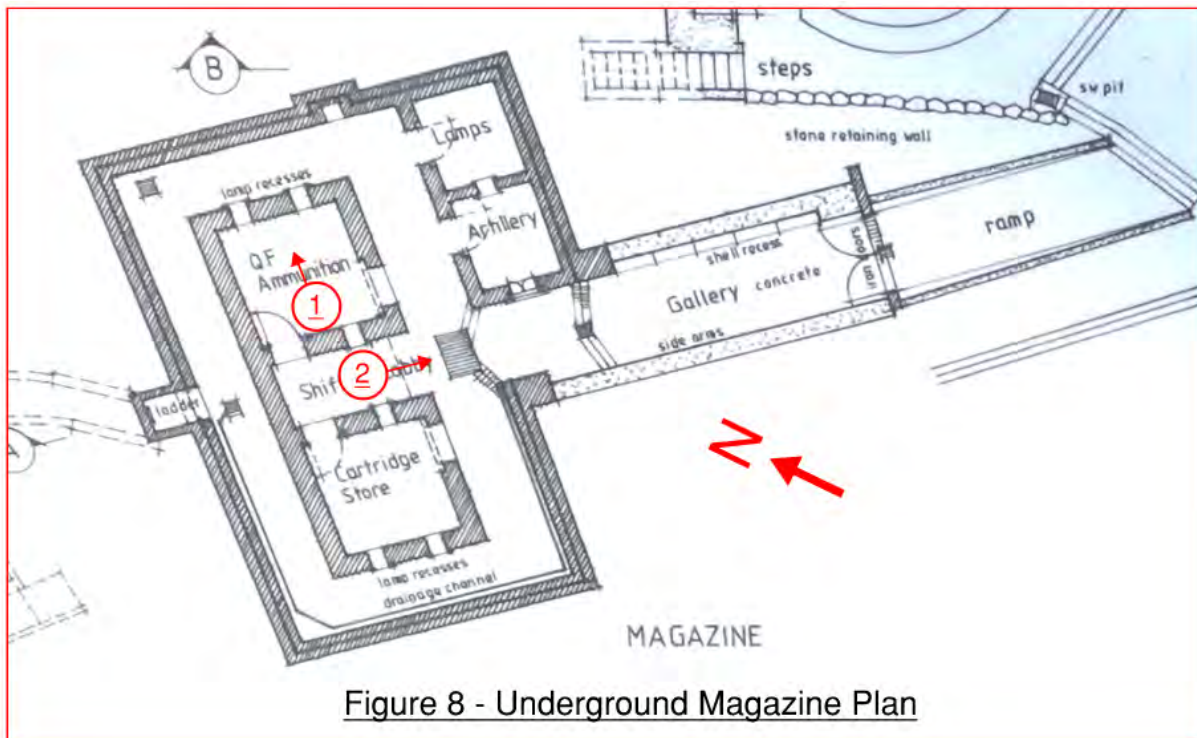 B
steps
sw pit
stone retaining wall
Lamps
lamp recesses
Artillery
ramp
shell recess
doors
Gallery concrete
QF
Ammunition
1
side arms
2
ladder
A
Cartridge
Store
N
lamp recesses
drainage channel
MAGAZINE
Figure 8 - Underground Magazine Plan